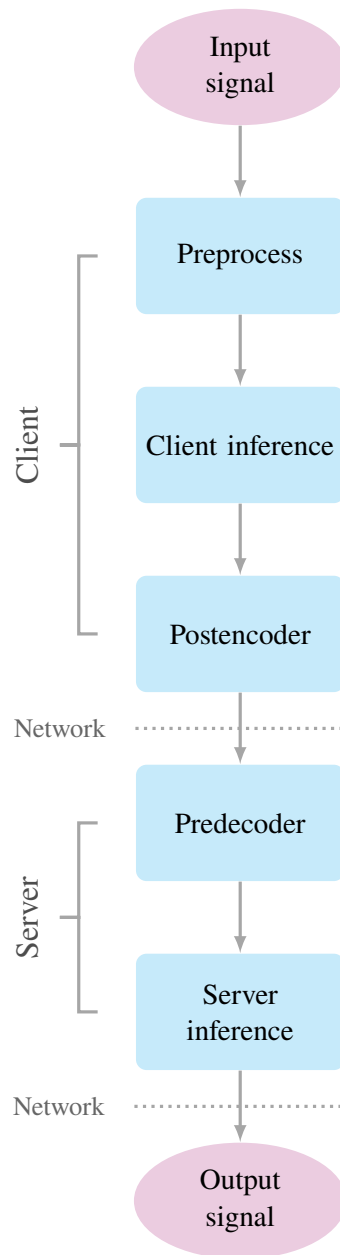 Input
signal
Preprocess
Client
Client inference
Postencoder
Network
Predecoder
Server
Server
inference
Network
Output
signal